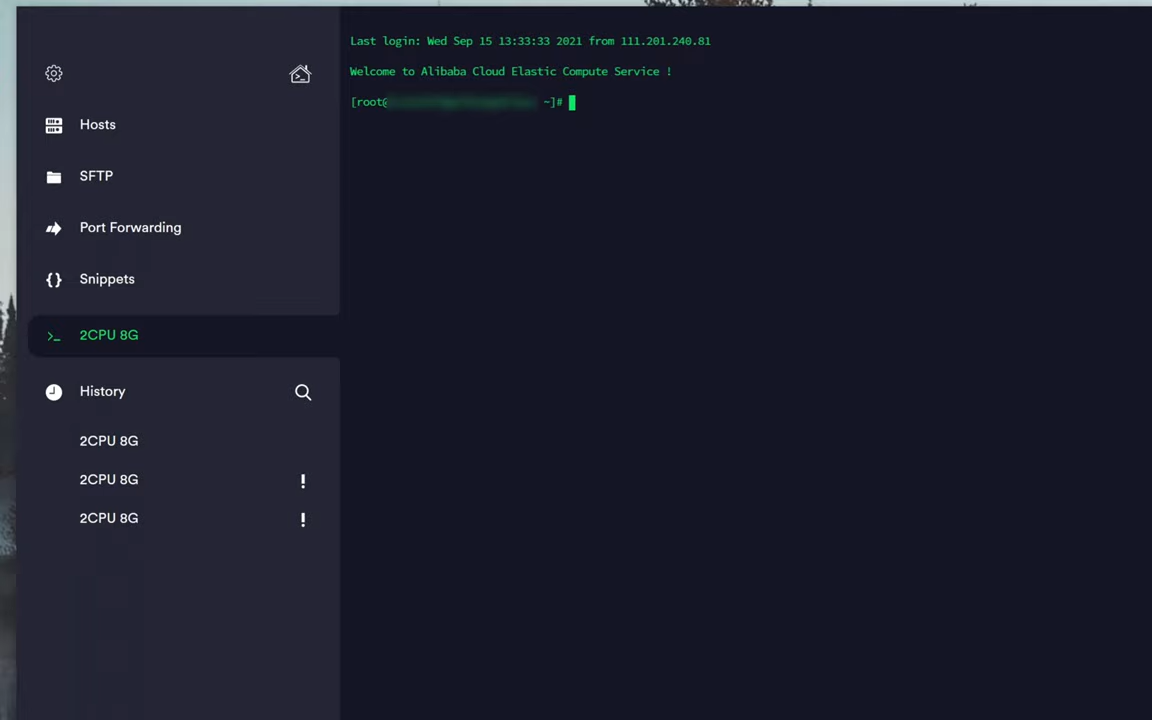 Last login: Wed Sep 15 13:33:33 2021 from 111.201.240.81
Welcome to Alibaba Cloud Elastic Compute Service !
[root@ ~]#
Hosts
SFTP
Port Forwarding
{} Snippets
>_ 2CPU 8G
History
2CPU 8G
2CPU 8G !
2CPU 8G !